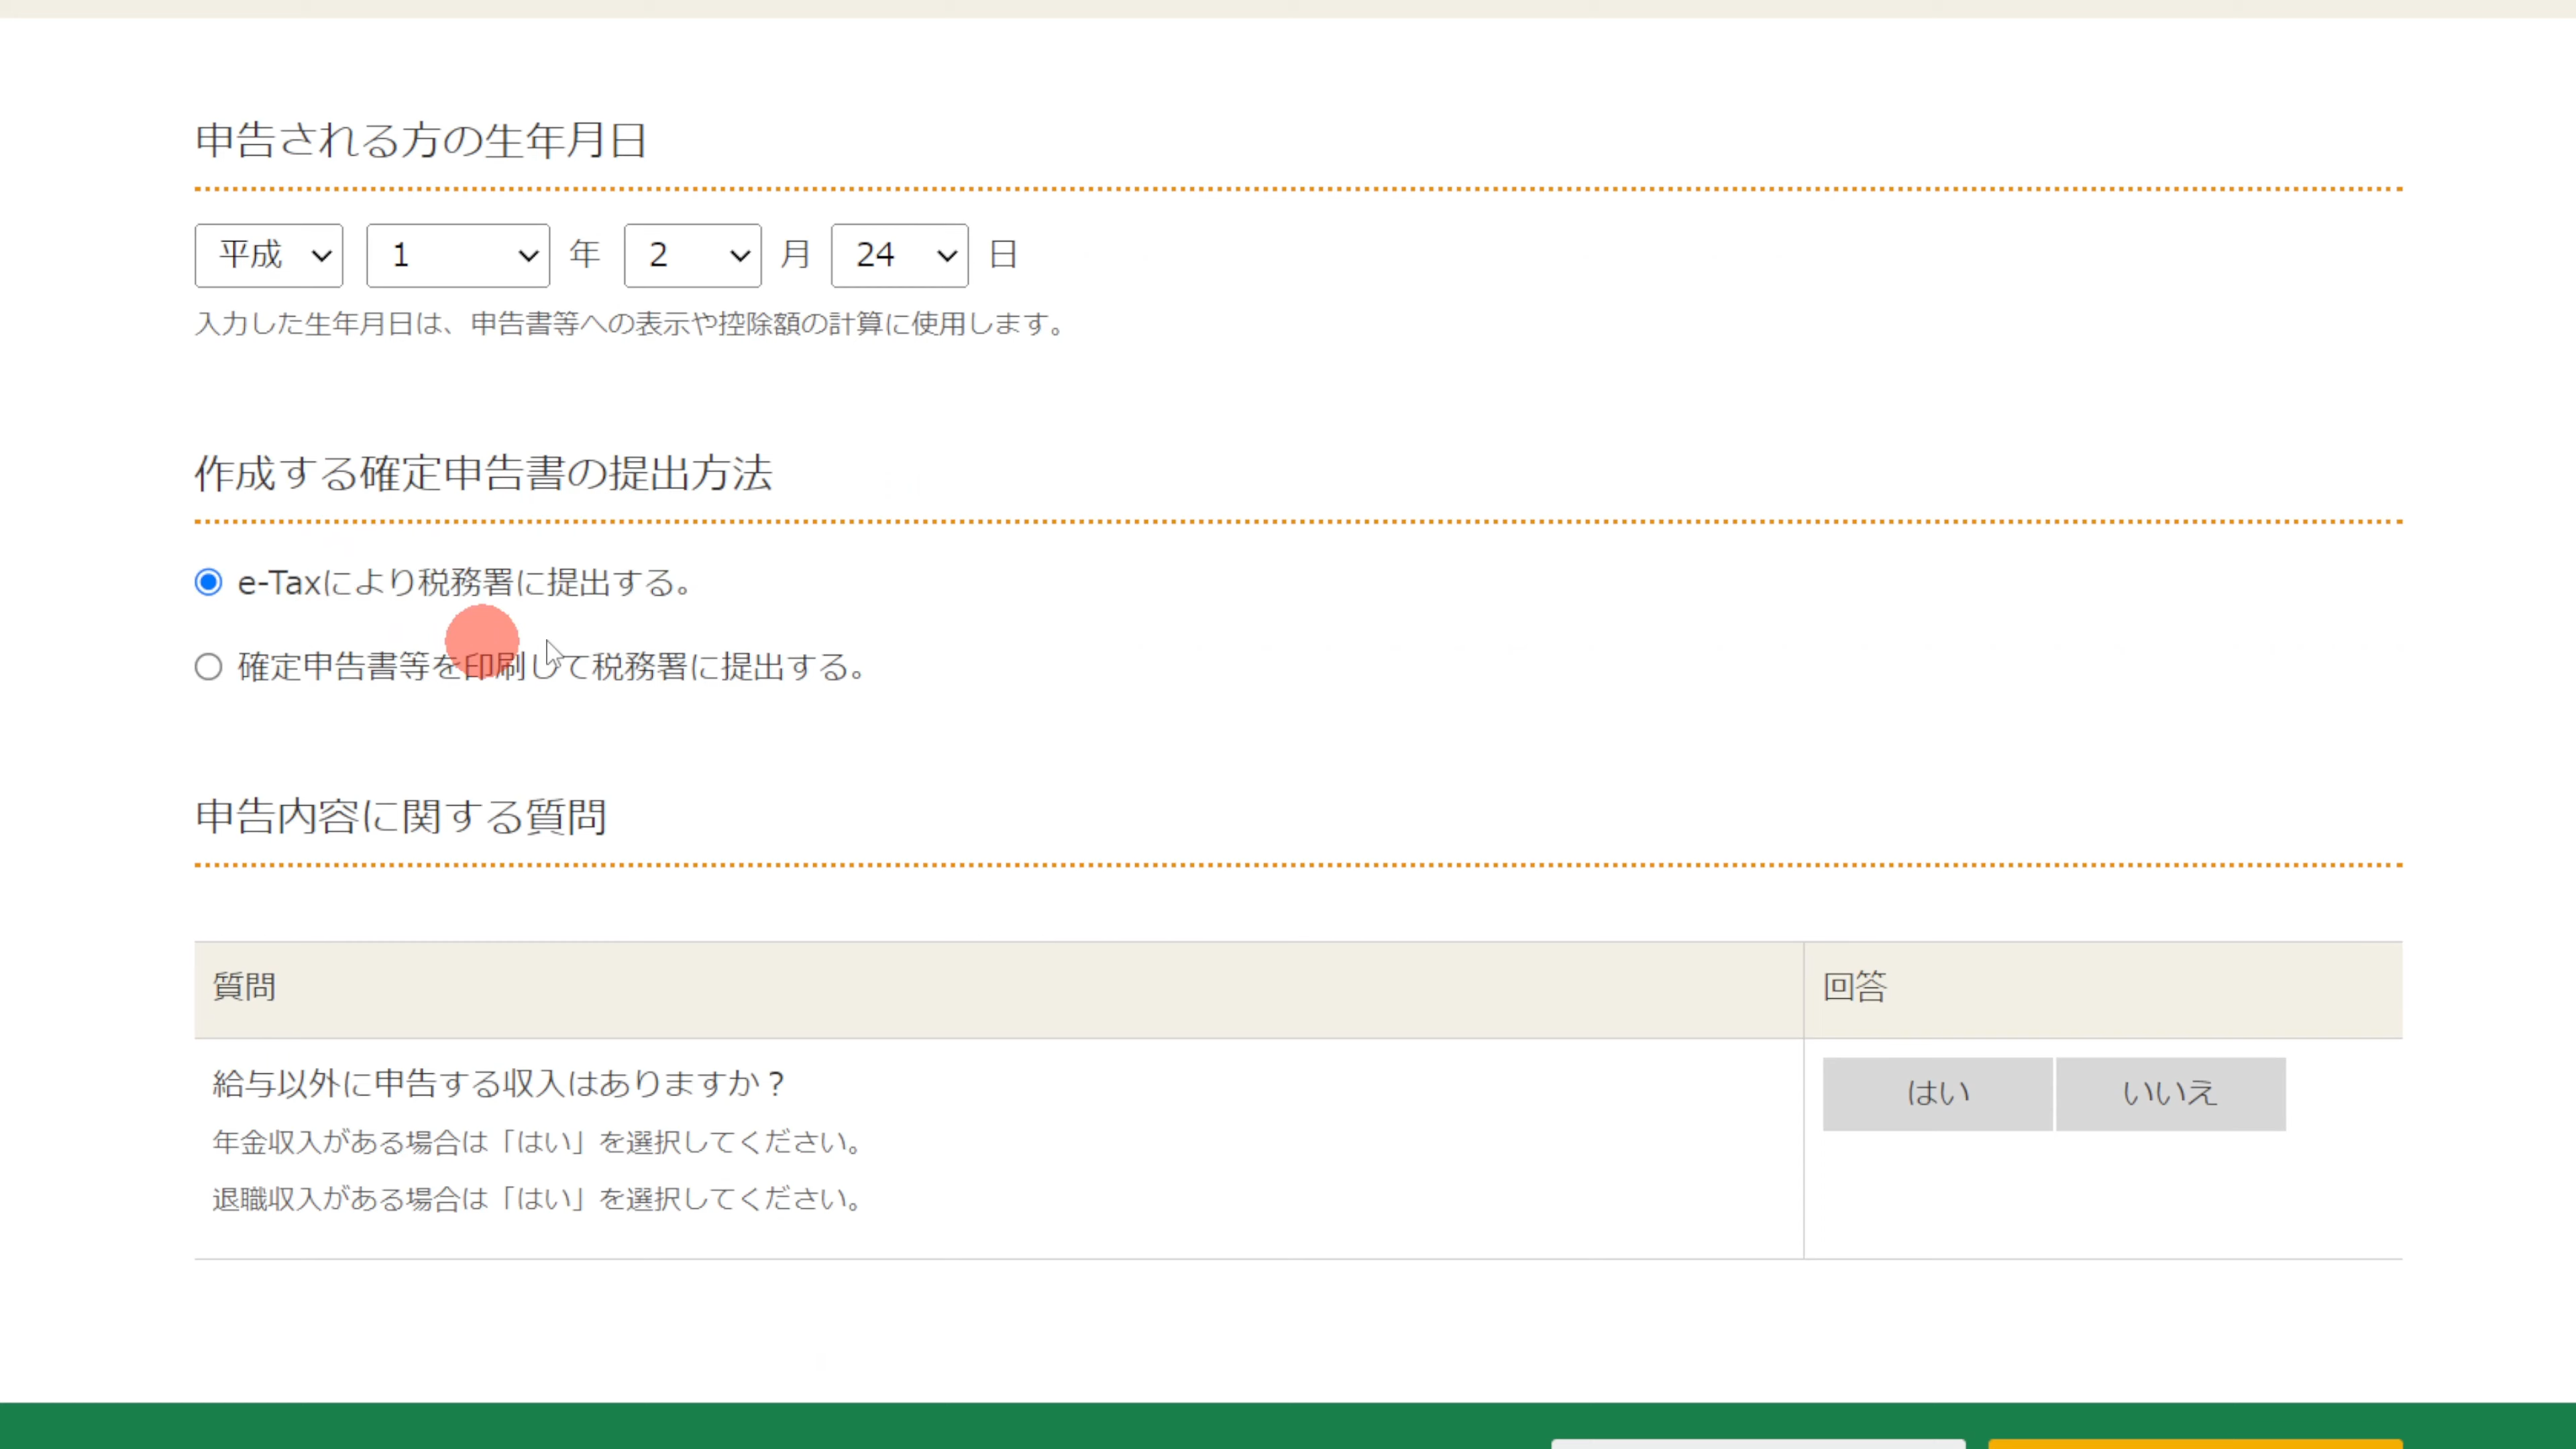 申告される方の生年月日
平成 1 年 2 月 24 日
入力した生年月日は、申告書等への表示や控除額の計算に使用します。
作成する確定申告書の提出方法
e-Taxにより税務署に提出する。
確定申告書等を印刷して税務署に提出する。
申告内容に関する質問
質問 回答
給与以外に申告する収入はありますか？ はい いいえ
年金収入がある場合は「はい」を選択してください。
退職収入がある場合は「はい」を選択してください。